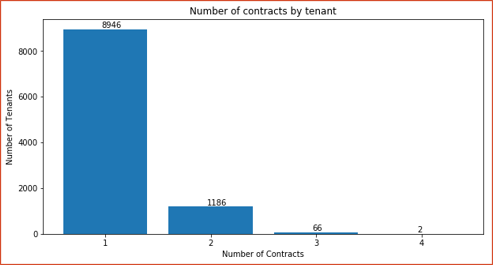 Number of contracts by tenant
8946
8000
6000
Number of Tenants
4000
2000
1186
66
2
0
1 2 3 4
Number of Contracts